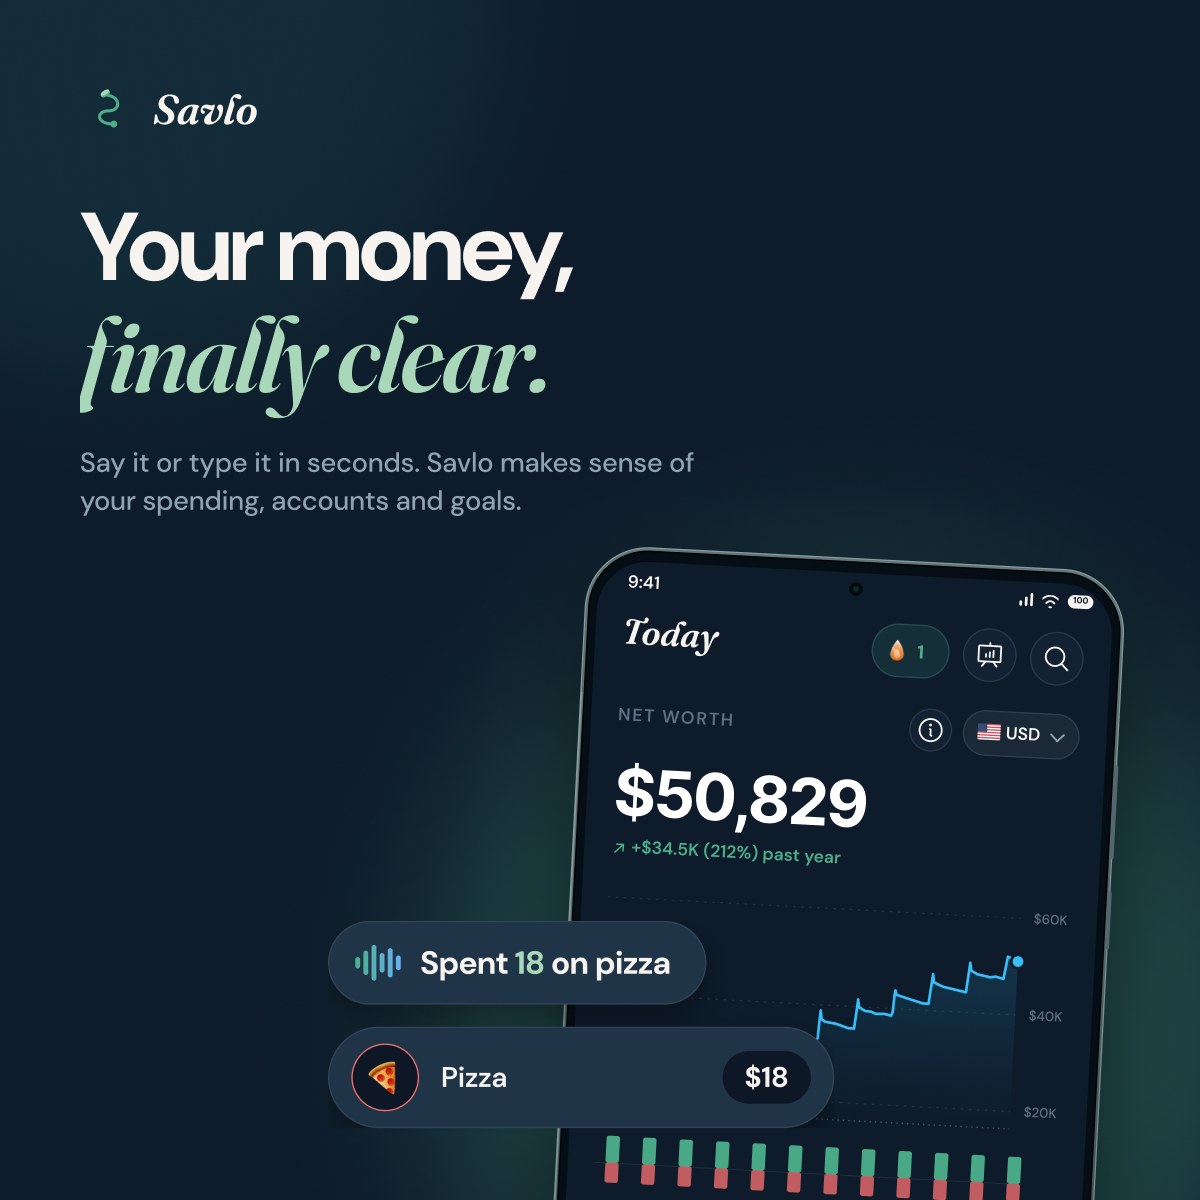 Savlo
Your money,
finally clear.
Say it or type it in seconds. Savlo makes sense of
your spending, accounts and goals.
9:41
100
Today
1
NET WORTH
USD
$50,829
+$34.5K (212%) past year
$60K
Spent 18 on pizza
$40K
Pizza
$18
$20K